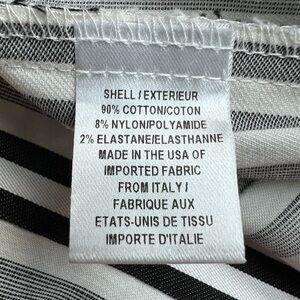 SHELL / EXTERIEUR
90% COTTON/COTON
8% NYLON/POLYAMIDE
2% ELASTANE/ELASTHANNE
MADE IN THE USA OF
IMPORTED FABRIC
FROM ITALY /
FABRIQUE AUX
ETATS-UNIS DE TISSU
IMPORTE D'ITALIE